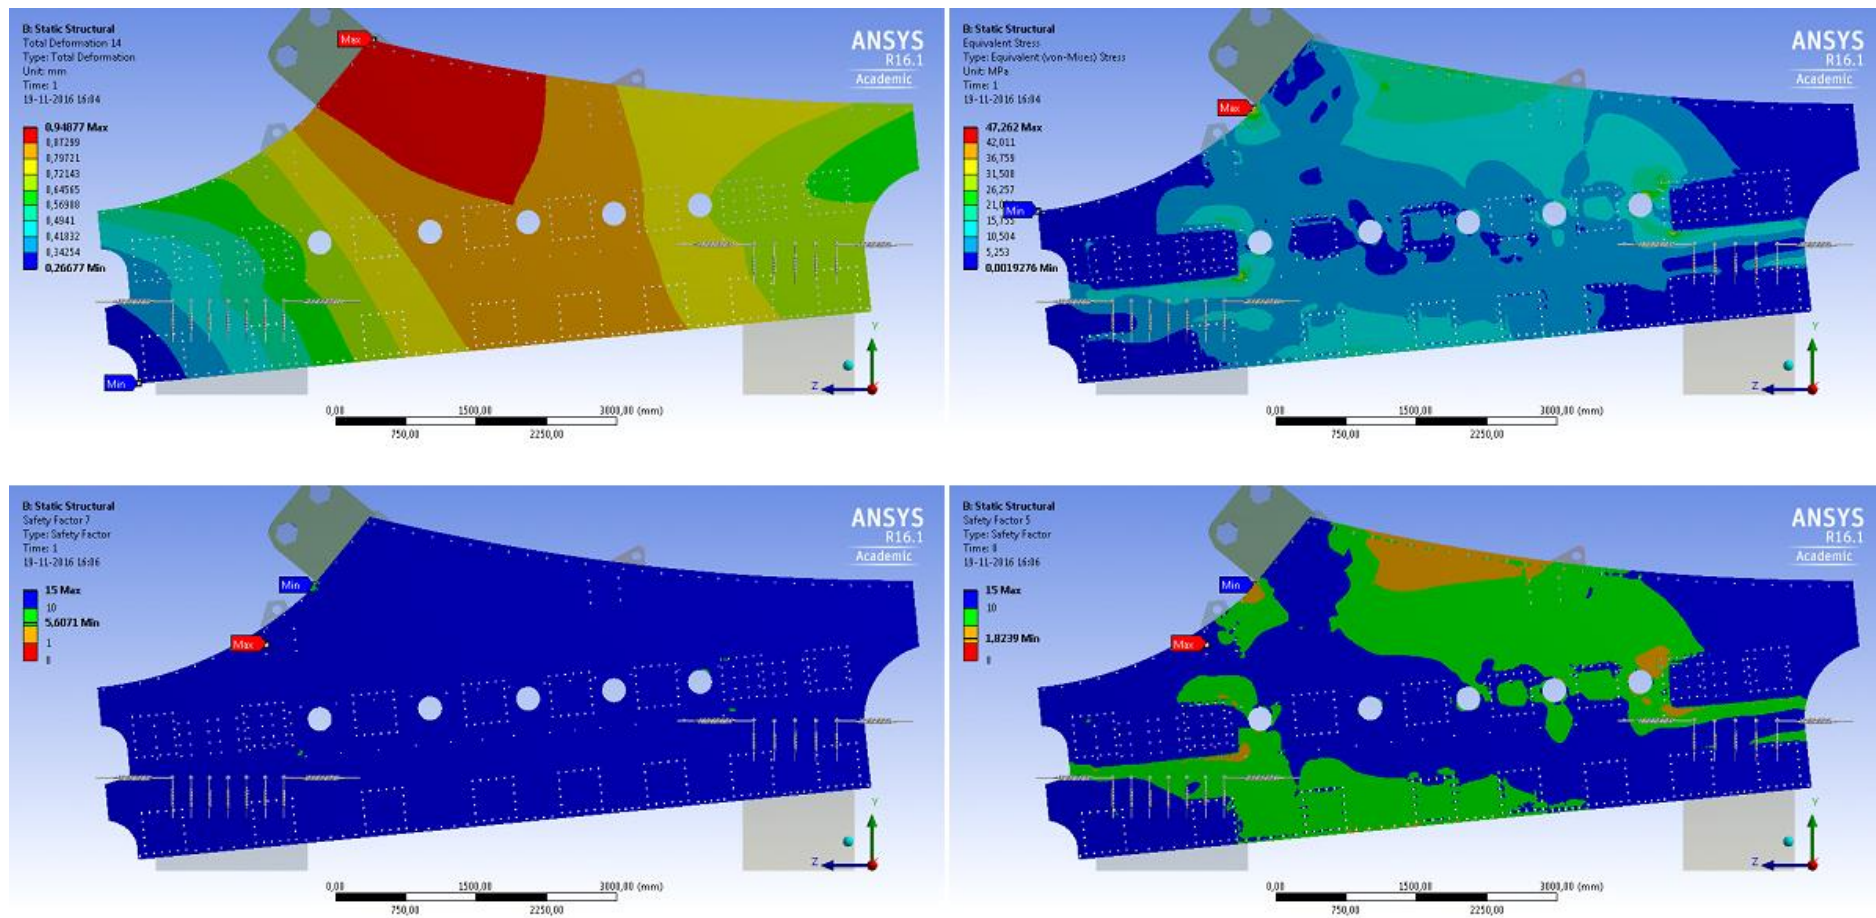 B: Static Structural
Total Deformation 14
Type: Total Deformation
Unit: mm
Time: 1
19-11-2016 16:04
0,94877 Max
0,87299
0,79721
0,72143
0,64565
0,56988
0,4941
0,41832
0,34254
0,26677 Min
Max
Min
ANSYS
R16.1
Academic
Y
Z
0,00
1500,00
3000,00 (mm)
750,00
2250,00
B: Static Structural
Equivalent Stress
Type: Equivalent (von-Mises) Stress
Unit: MPa
Time: 1
19-11-2016 16:04
47,262 Max
42,011
36,759
31,508
26,257
15,755
10,504
5,253
0,0019276 Min
Max
Min
ANSYS
R16.1
Academic
Y
Z
0,00
1500,00
3000,00 (mm)
750,00
2250,00
B: Static Structural
Safety Factor 7
Type: Safety Factor
Time: 1
19-11-2016 16:06
15 Max
10
5,6071 Min
1
0
Min
Max
ANSYS
R16.1
Academic
Y
Z
0,00
1500,00
3000,00 (mm)
750,00
2250,00
B: Static Structural
Safety Factor 5
Type: Safety Factor
Time: 0
19-11-2016 16:06
15 Max
10
1,8239 Min
0
Min
Max
ANSYS
R16.1
Academic
Y
Z
0,00
1500,00
3000,00 (mm)
750,00
2250,00